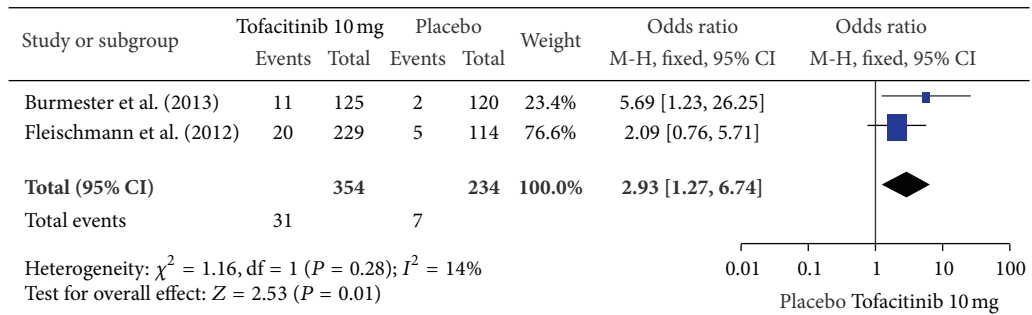 Study or subgroup Tofacitinib 10 mg Placebo Weight Odds ratio Odds ratio
Events Total Events Total M-H, fixed, 95% CI M-H, fixed, 95% CI
Burmester et al. (2013) 11 125 2 120 23.4% 5.69 [1.23, 26.25]
Fleischmann et al. (2012) 20 229 5 114 76.6% 2.09 [0.76, 5.71]
Total (95% CI) 354 234 100.0% 2.93 [1.27, 6.74]
Total events 31 7
Heterogeneity: χ² = 1.16, df = 1 (P = 0.28); I² = 14%
Test for overall effect: Z = 2.53 (P = 0.01)
0.01 0.1 1 10 100
Placebo Tofacitinib 10 mg